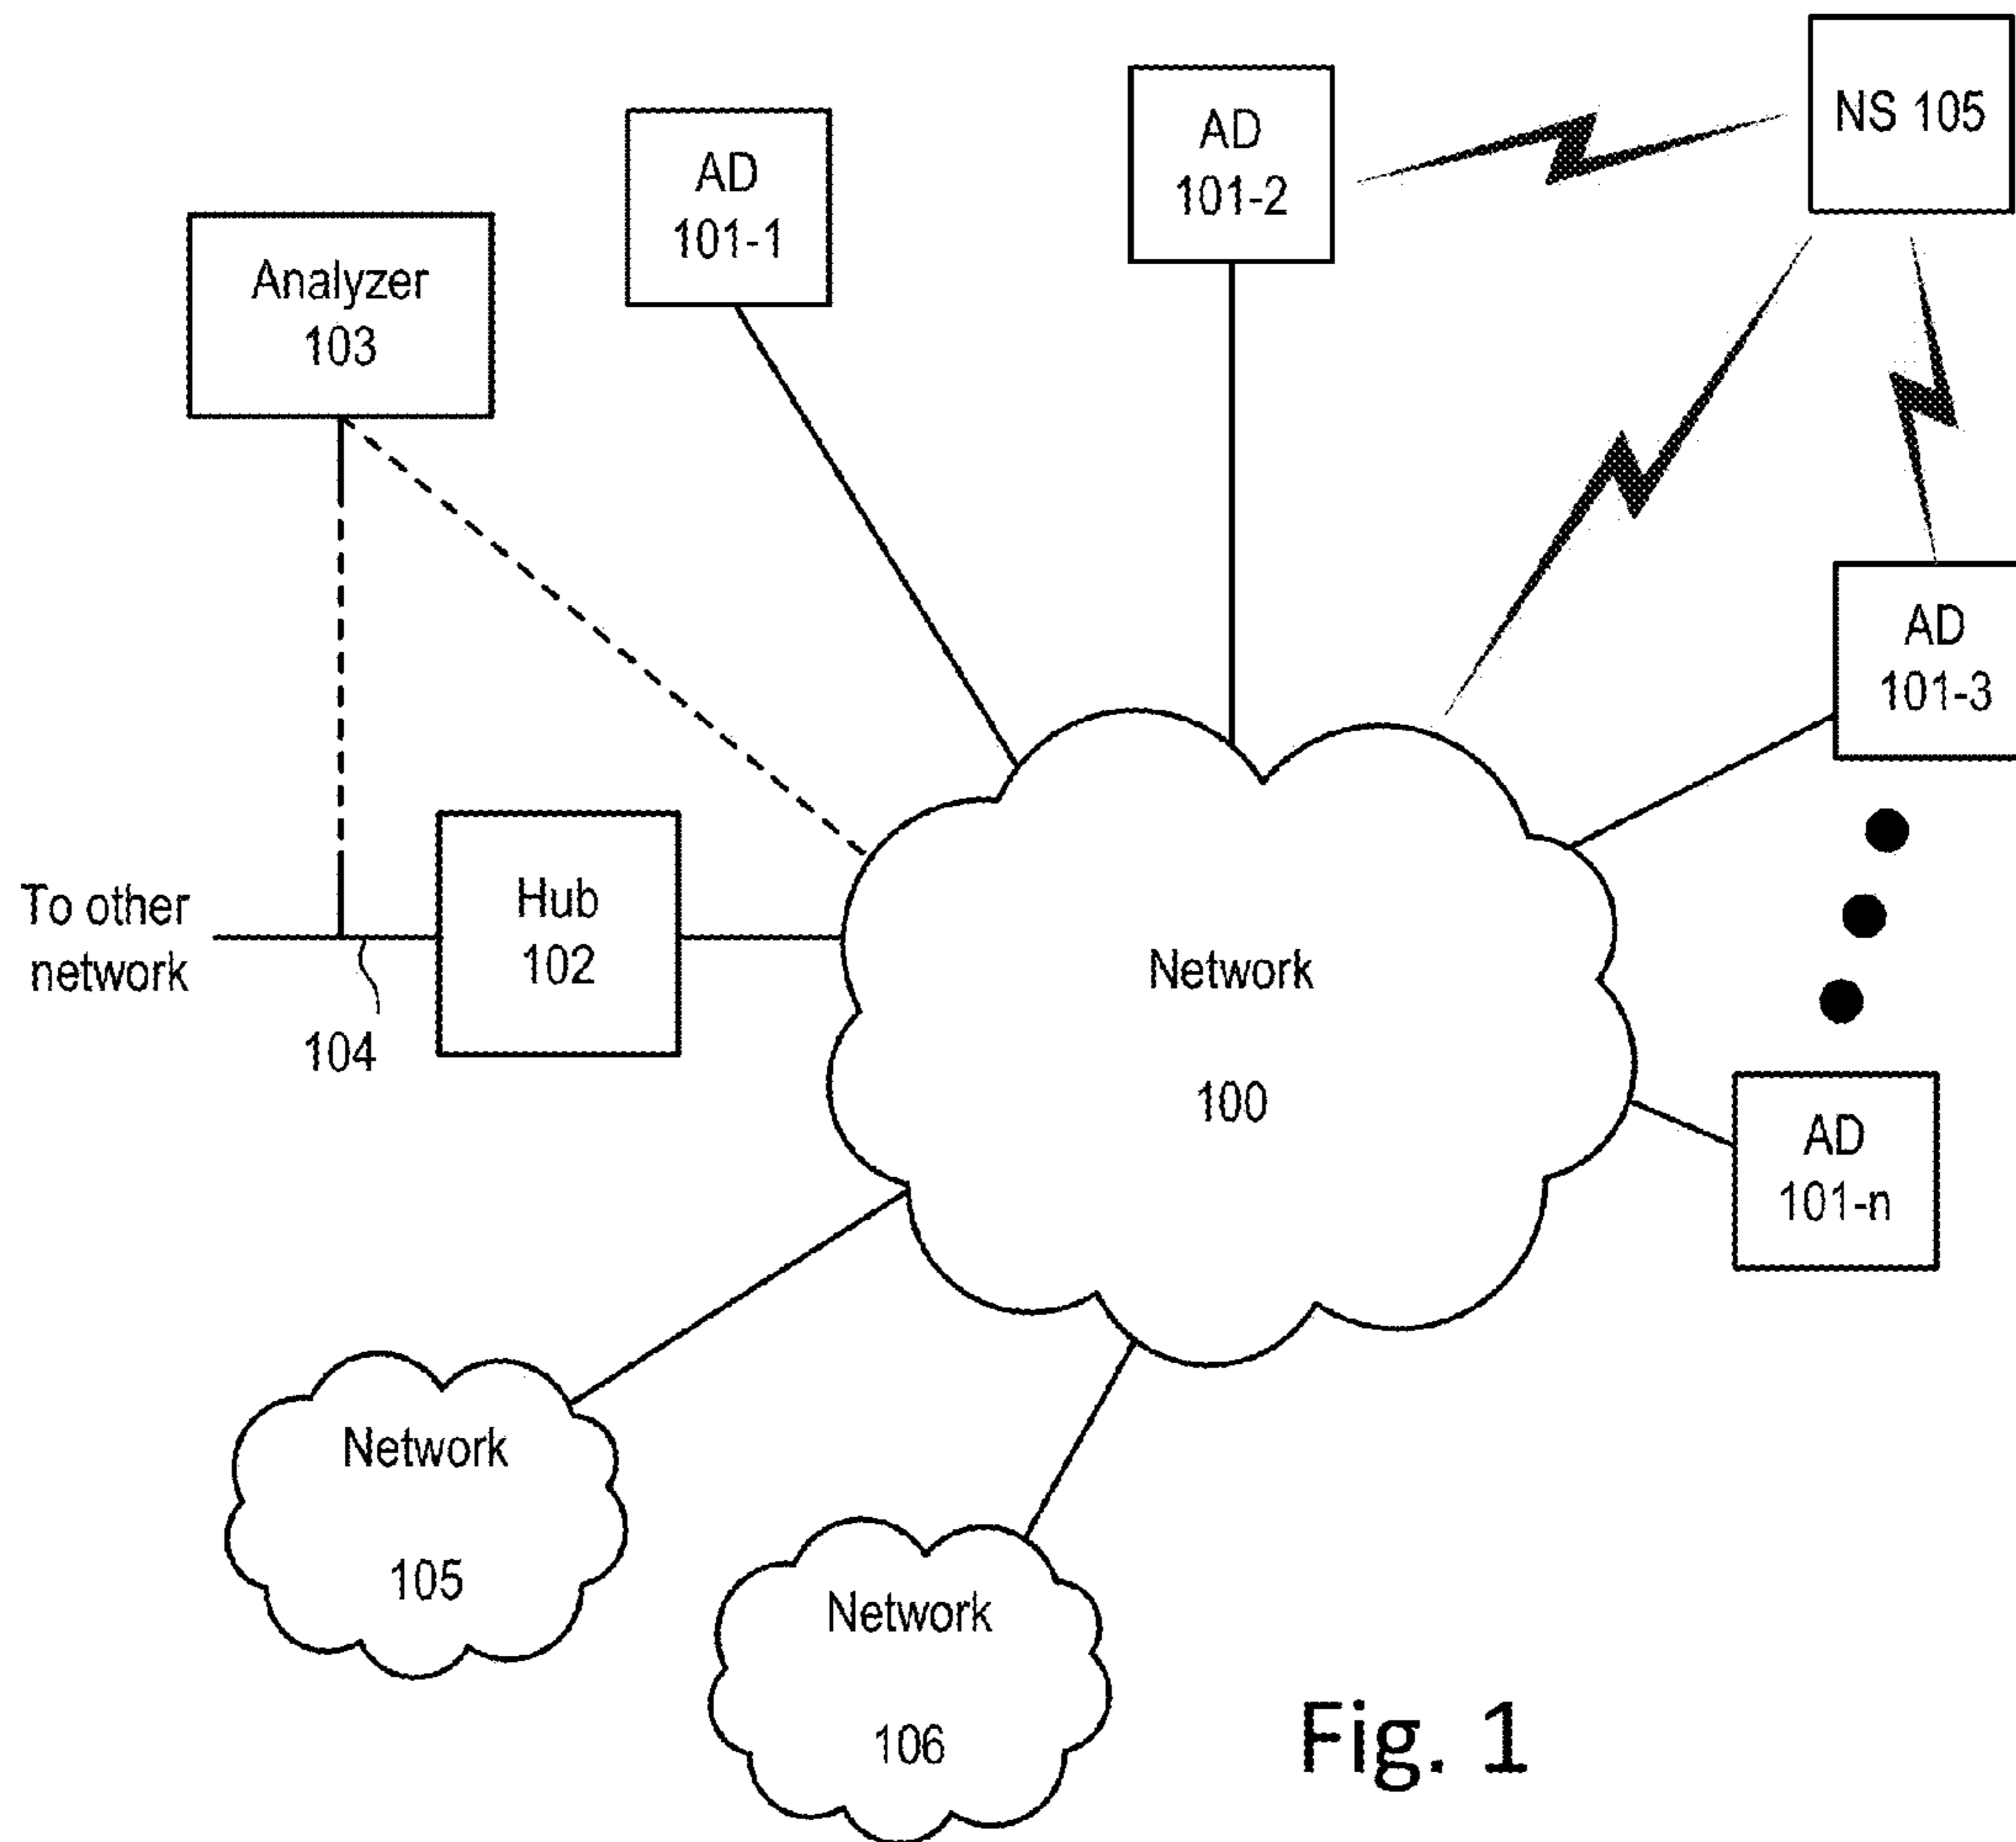 NS 105
AD
101-2
AD
101-1
Analyzer
103
AD
101-3
Hub
102
To other
network
104
Network
100
AD
101-n
Network
105
Network
106
Fig. 1